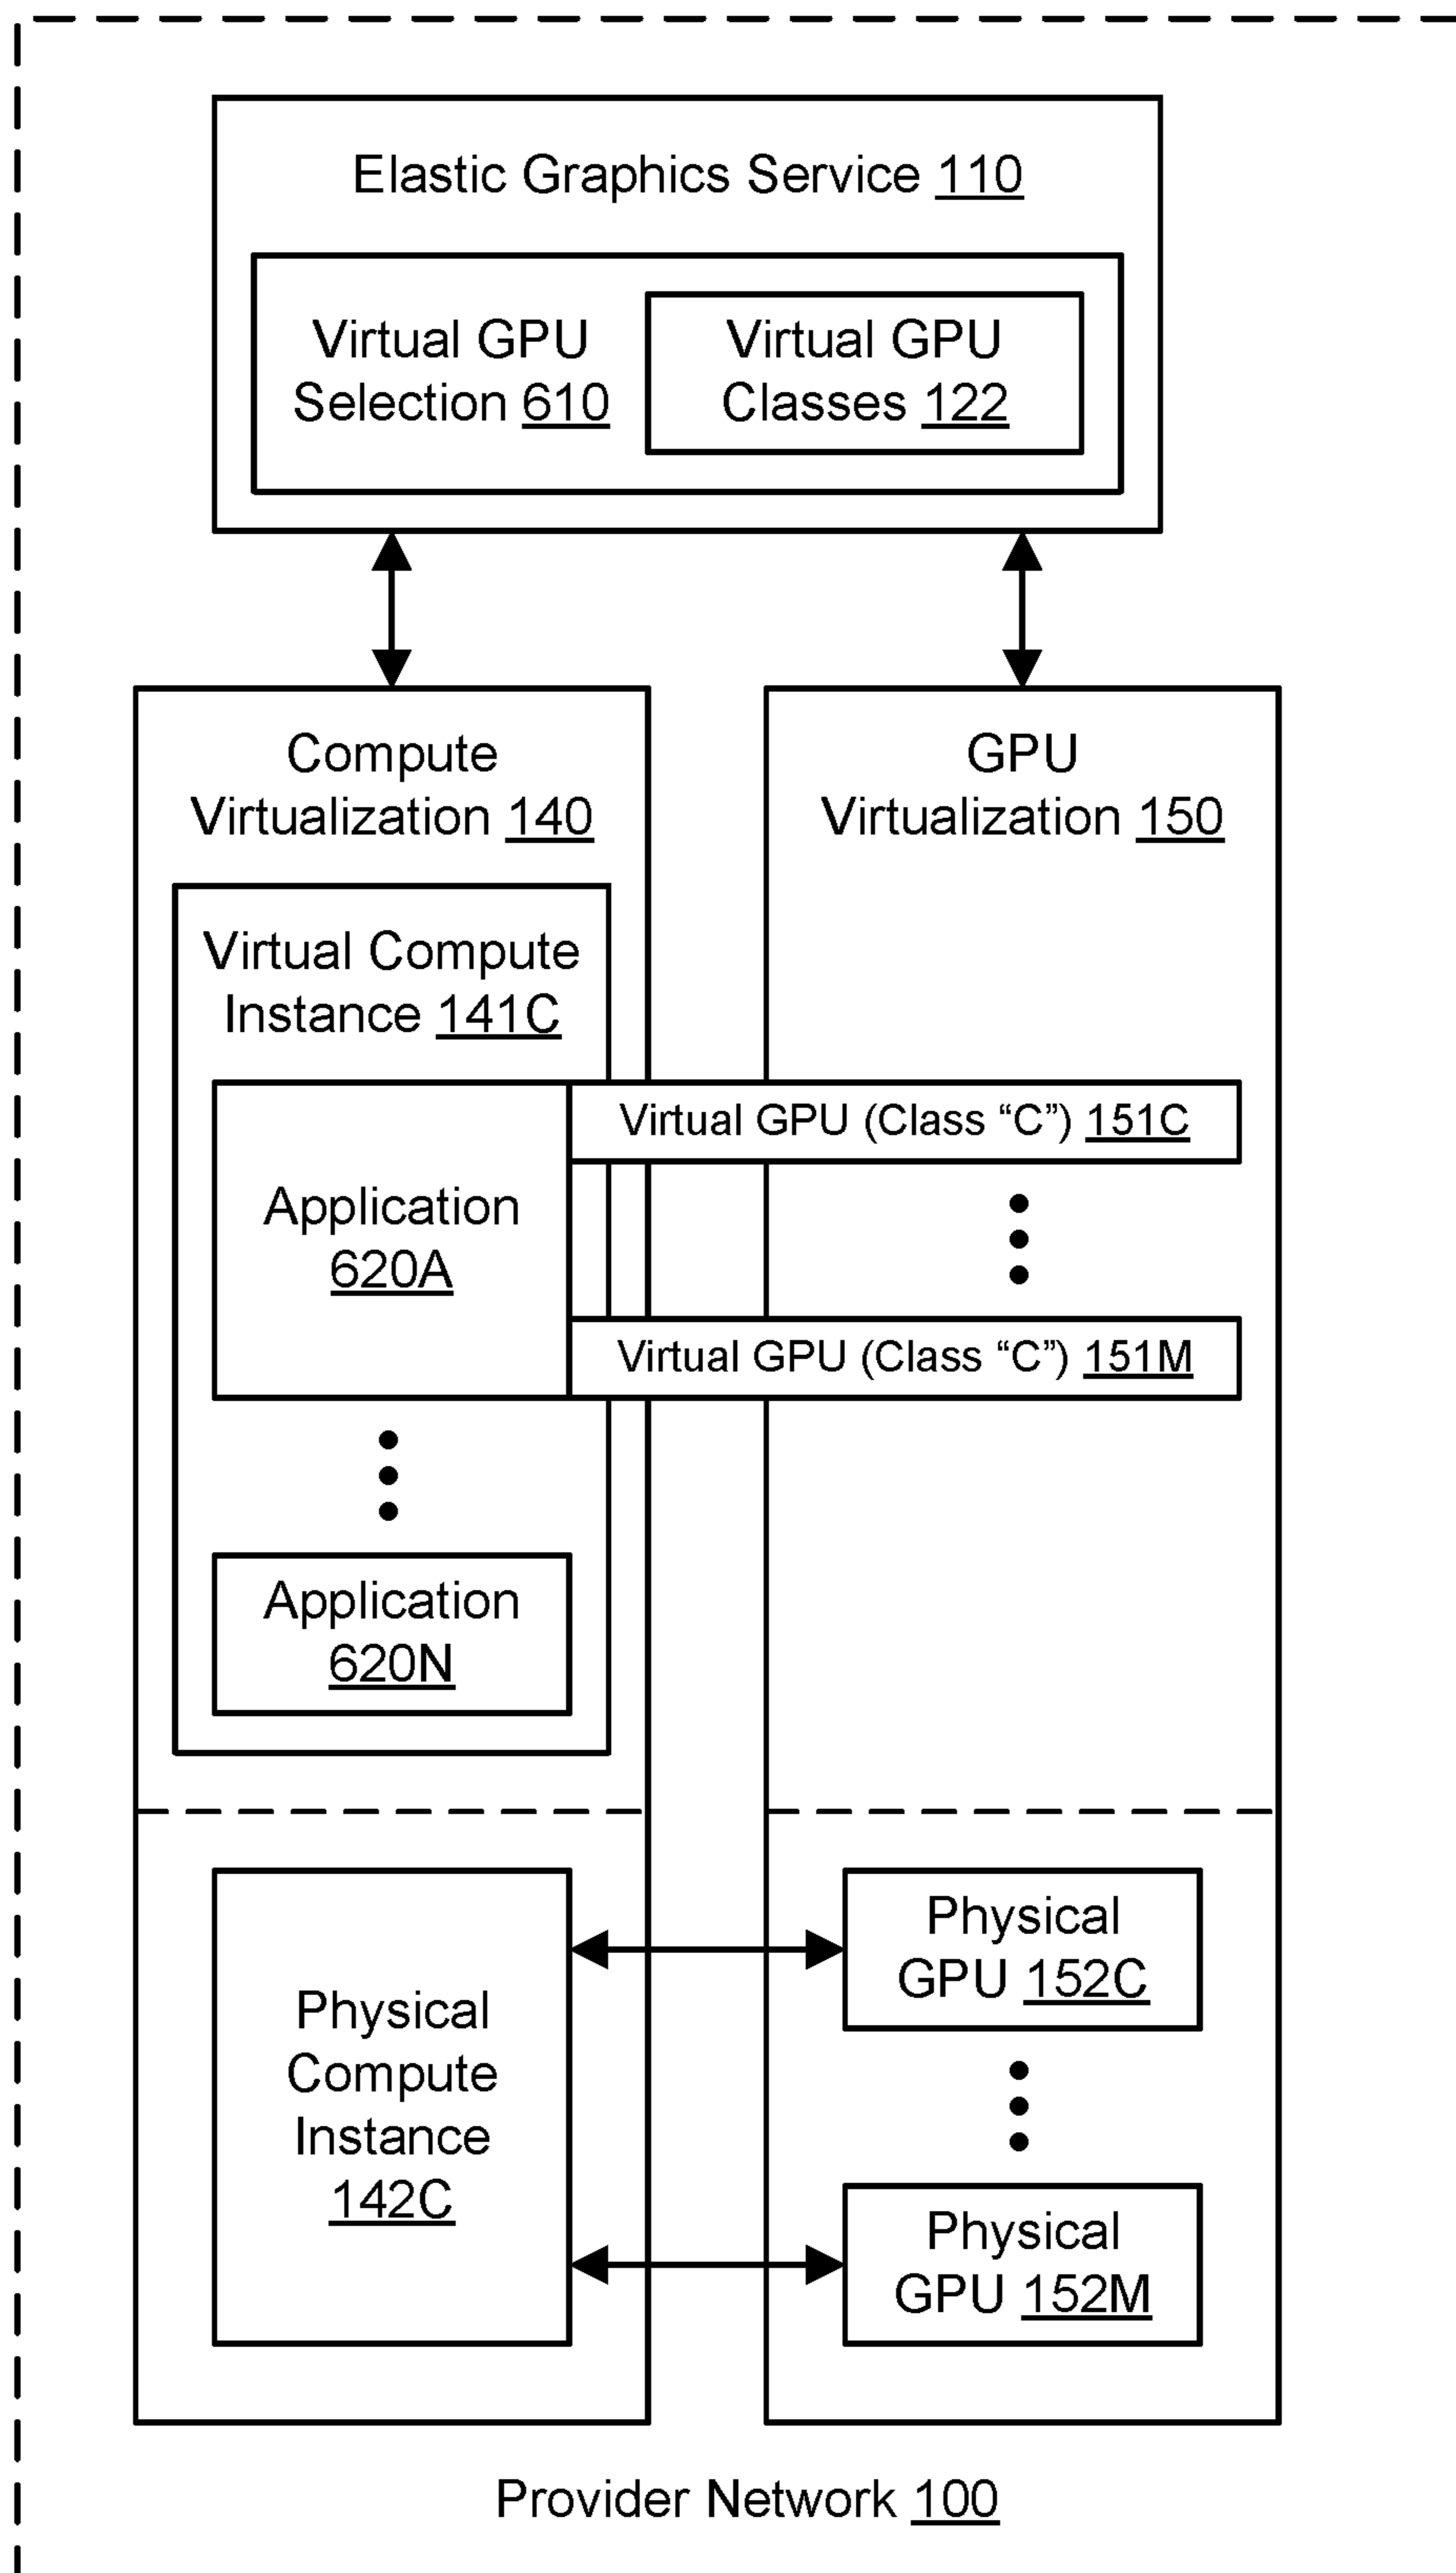 Elastic Graphics Service 110
Virtual GPU
Selection 610
Virtual GPU
Classes 122
Compute
Virtualization 140
GPU
Virtualization 150
Virtual Compute
Instance 141C
Virtual GPU (Class “C”) 151C
Application
620A
Virtual GPU (Class “C”) 151M
Application
620N
Physical
Compute
Instance
142C
Physical
GPU 152C
Physical
GPU 152M
Provider Network 100